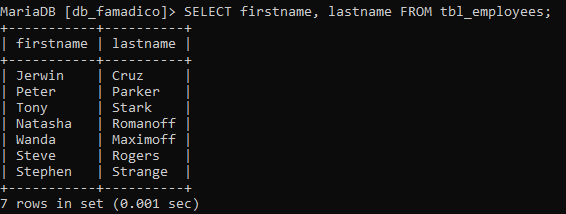 MariaDB [db_famadico]> SELECT firstname, lastname FROM tbl_employees;
+-----------+----------+
| firstname | lastname |
+-----------+----------+
| Jerwin    | Cruz     |
| Peter     | Parker   |
| Tony      | Stark    |
| Natasha   | Romanoff |
| Wanda     | Maximoff |
| Steve     | Rogers   |
| Stephen   | Strange  |
+-----------+----------+
7 rows in set (0.001 sec)